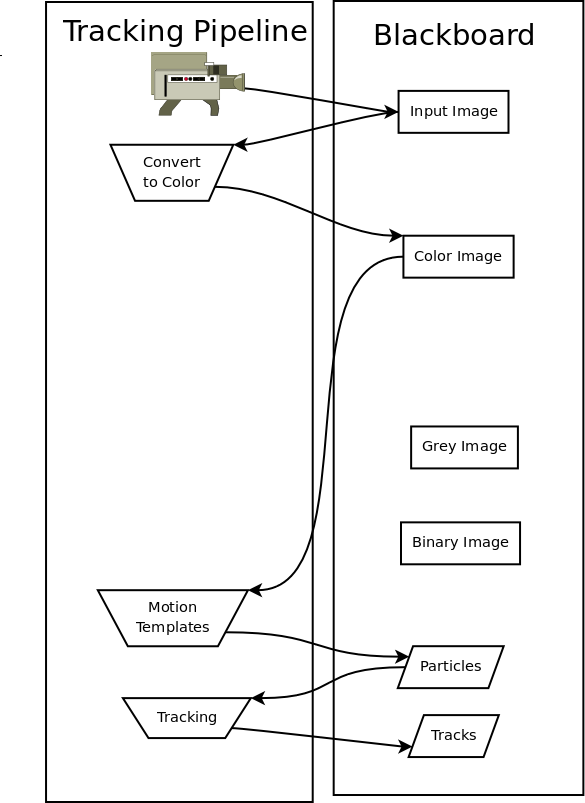 Tracking Pipeline
Blackboard
Input Image
Convert
to Color
Color Image
Grey Image
Binary Image
Motion
Templates
Particles
Tracking
Tracks